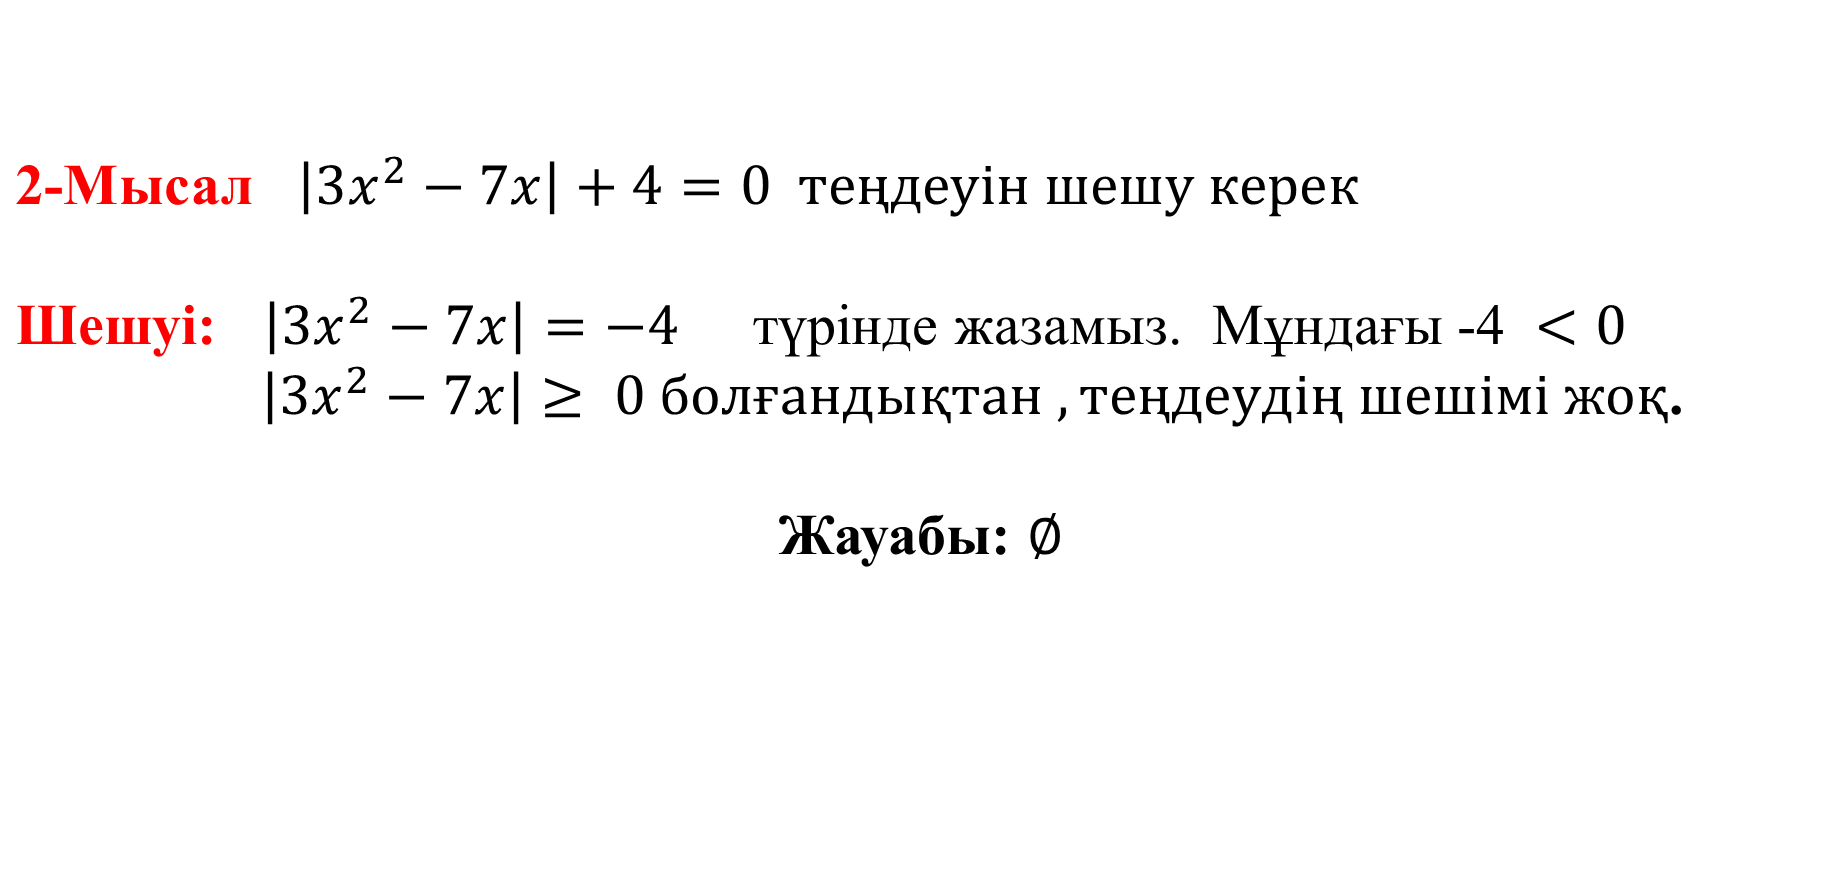 2-Мысал |3x² − 7x| + 4 = 0 теңдеуін шешу керек
Шешуі: |3x² − 7x| = −4 түрінде жазамыз. Мұндағы -4 < 0
|3x² − 7x| ≥ 0 болғандықтан , теңдеудің шешімі жоқ.
Жауабы: ∅